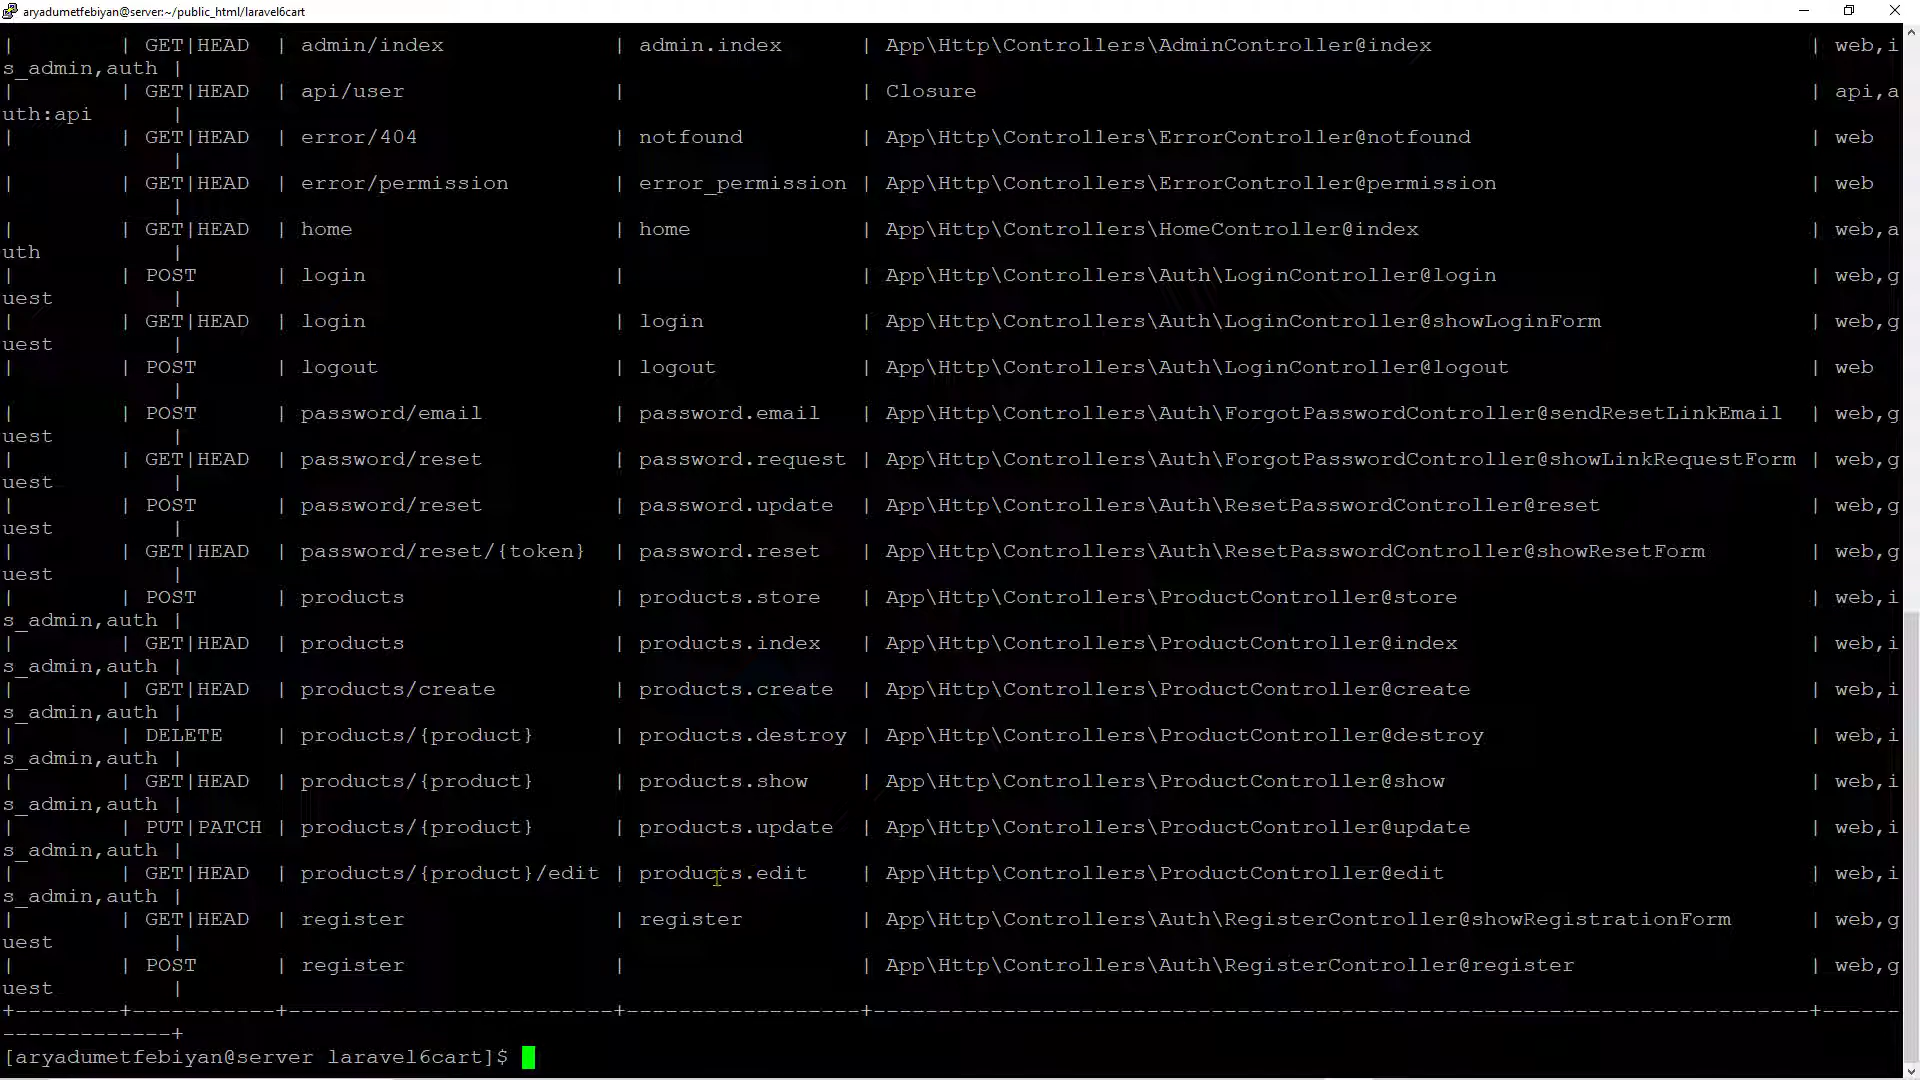 aryadumetfebiyan@server:~/public_html/laravel6cart
|         | GET|HEAD  | admin/index             | admin.index      | App\Http\Controllers\AdminController@index                             | web,i
s_admin,auth |
|         | GET|HEAD  | api/user                |                  | Closure                                                                | api,a
uth:api      |
|         | GET|HEAD  | error/404               | notfound         | App\Http\Controllers\ErrorController@notfound                          | web
             |
|         | GET|HEAD  | error/permission        | error_permission | App\Http\Controllers\ErrorController@permission                        | web
             |
|         | GET|HEAD  | home                    | home             | App\Http\Controllers\HomeController@index                              | web,a
uth          |
|         | POST      | login                   |                  | App\Http\Controllers\Auth\LoginController@login                        | web,g
uest         |
|         | GET|HEAD  | login                   | login            | App\Http\Controllers\Auth\LoginController@showLoginForm                | web,g
uest         |
|         | POST      | logout                  | logout           | App\Http\Controllers\Auth\LoginController@logout                       | web
             |
|         | POST      | password/email          | password.email   | App\Http\Controllers\Auth\ForgotPasswordController@sendResetLinkEmail  | web,g
uest         |
|         | GET|HEAD  | password/reset          | password.request | App\Http\Controllers\Auth\ForgotPasswordController@showLinkRequestForm | web,g
uest         |
|         | POST      | password/reset          | password.update  | App\Http\Controllers\Auth\ResetPasswordController@reset                | web,g
uest         |
|         | GET|HEAD  | password/reset/{token}  | password.reset   | App\Http\Controllers\Auth\ResetPasswordController@showResetForm        | web,g
uest         |
|         | POST      | products                | products.store   | App\Http\Controllers\ProductController@store                           | web,i
s_admin,auth |
|         | GET|HEAD  | products                | products.index   | App\Http\Controllers\ProductController@index                           | web,i
s_admin,auth |
|         | GET|HEAD  | products/create         | products.create  | App\Http\Controllers\ProductController@create                          | web,i
s_admin,auth |
|         | DELETE    | products/{product}      | products.destroy | App\Http\Controllers\ProductController@destroy                         | web,i
s_admin,auth |
|         | GET|HEAD  | products/{product}      | products.show    | App\Http\Controllers\ProductController@show                            | web,i
s_admin,auth |
|         | PUT|PATCH | products/{product}      | products.update  | App\Http\Controllers\ProductController@update                          | web,i
s_admin,auth |
|         | GET|HEAD  | products/{product}/edit | products.edit    | App\Http\Controllers\ProductController@edit                            | web,i
s_admin,auth |
|         | GET|HEAD  | register                | register         | App\Http\Controllers\Auth\RegisterController@showRegistrationForm      | web,g
uest         |
|         | POST      | register                |                  | App\Http\Controllers\Auth\RegisterController@register                  | web,g
uest         |
+--------+-----------+-------------------------+------------------+------------------------------------------------------------------------+------
-------------+
[aryadumetfebiyan@server laravel6cart]$